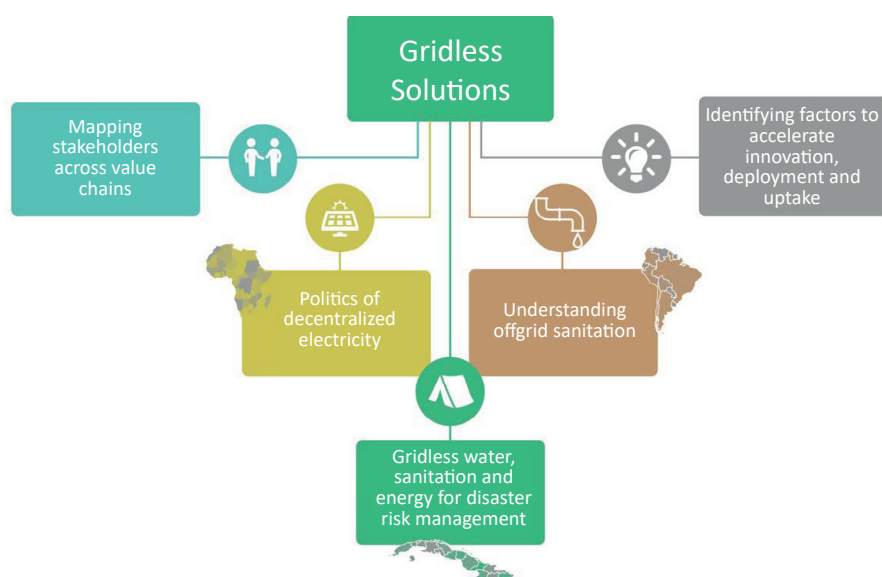 Gridless
Solutions
Mapping
stakeholders
across value
chains
Identifying factors to
accelerate
innovation,
deployment and
uptake
Politics of
decentralized
electricity
Understanding
offgrid sanitation
Gridless water,
sanitation and
energy for disaster
risk management